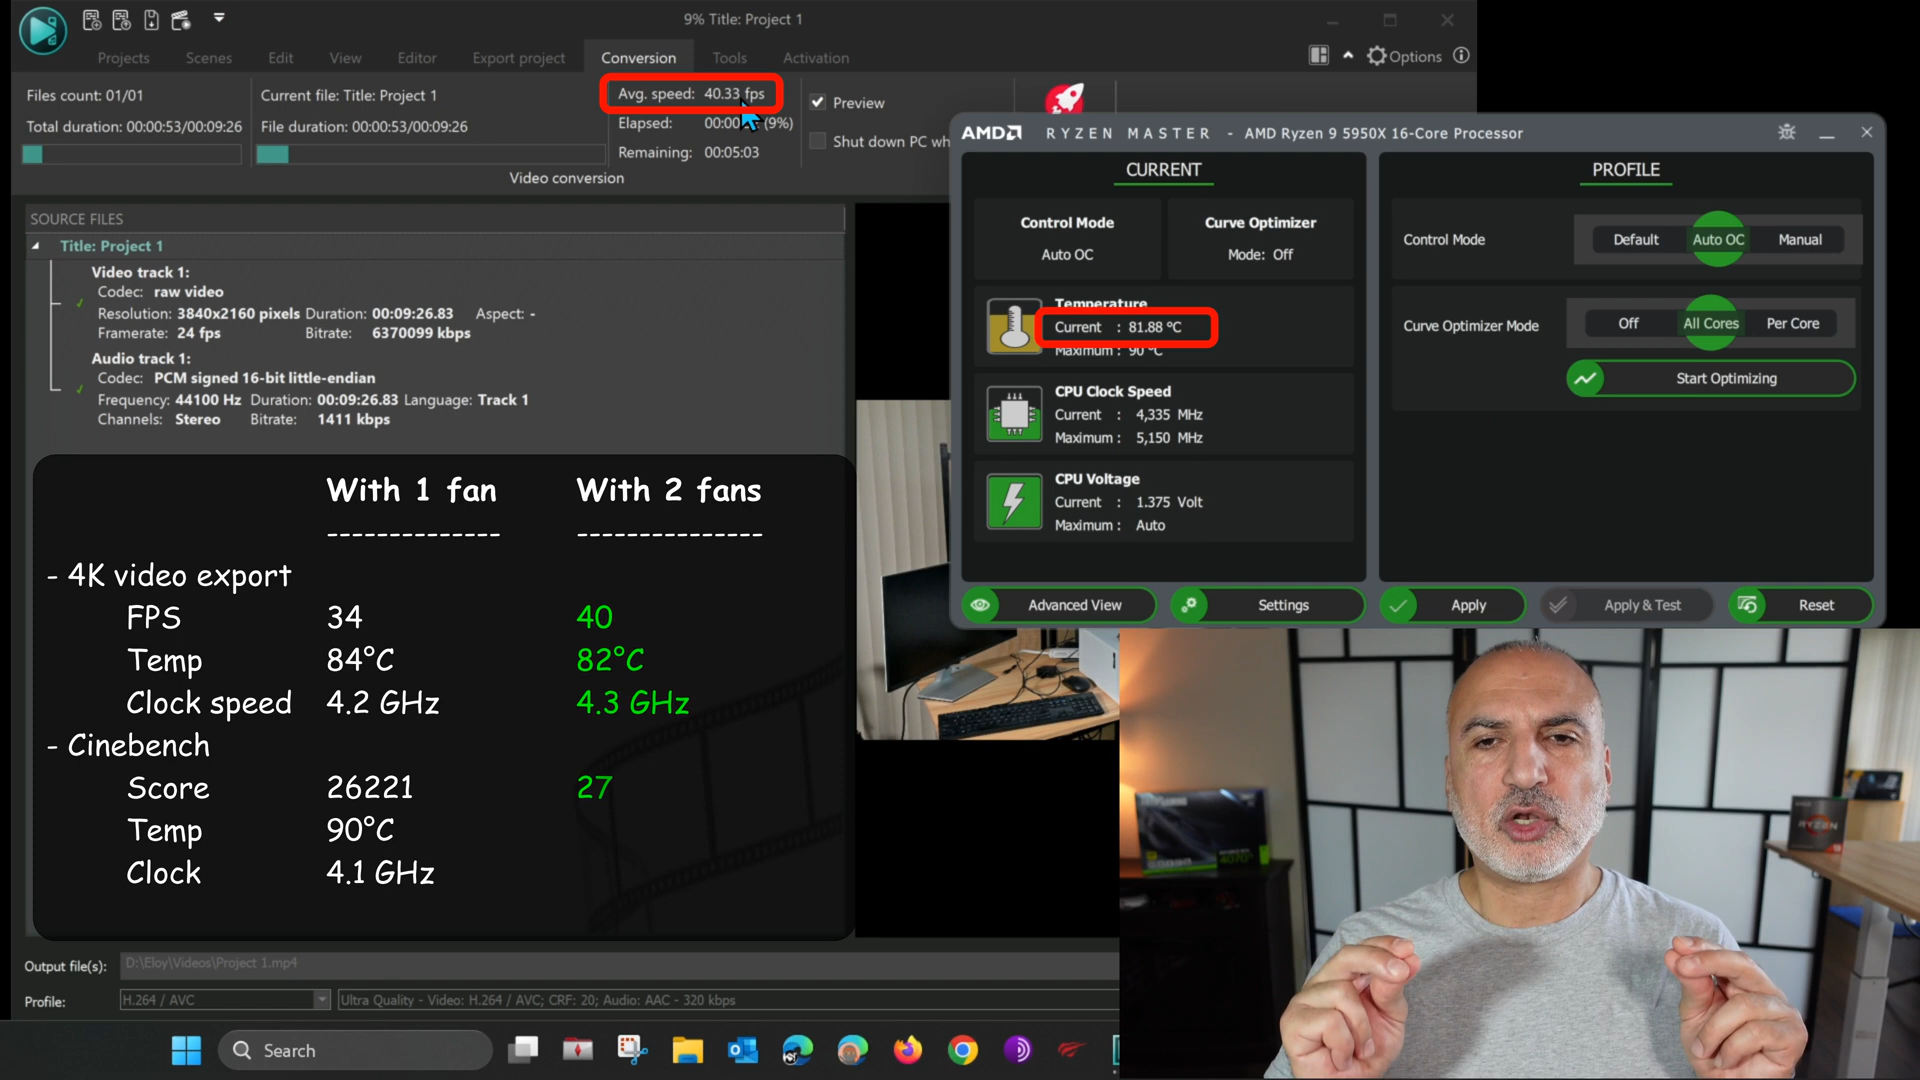 9% Title: Project 1
Projects Scenes Edit View Editor Export project Conversion Tools Activation Options
Files count: 01/01
Total duration: 00:00:53/00:09:26
Current file: Title: Project 1
File duration: 00:00:53/00:09:26
Avg. speed: 40.33 fps
Elapsed: 00:00 (9%)
Remaining: 00:05:03
Preview
Shut down PC wh
Video conversion
SOURCE FILES
Title: Project 1
Video track 1:
Codec: raw video
Resolution: 3840x2160 pixels Duration: 00:09:26.83 Aspect: -
Framerate: 24 fps Bitrate: 6370099 kbps
Audio track 1:
Codec: PCM signed 16-bit little-endian
Frequency: 44100 Hz Duration: 00:09:26.83 Language: Track 1
Channels: Stereo Bitrate: 1411 kbps
With 1 fan With 2 fans
-------------- ---------------
- 4K video export
FPS 34 40
Temp 84°C 82°C
Clock speed 4.2 GHz 4.3 GHz
- Cinebench
Score 26221 27
Temp 90°C
Clock 4.1 GHz
Output file(s): D:\Eloy\Videos\Project 1.mp4
Profile: H.264 / AVC Ultra Quality - Video: H.264 / AVC; CRF: 20; Audio: AAC - 320 kbps
Search
AMD RYZEN MASTER - AMD Ryzen 9 5950X 16-Core Processor
CURRENT
Control Mode
Auto OC
Curve Optimizer
Mode: Off
Temperature
Current : 81.88 °C
Maximum : 90 °C
CPU Clock Speed
Current : 4,335 MHz
Maximum : 5,150 MHz
CPU Voltage
Current : 1.375 Volt
Maximum : Auto
PROFILE
Control Mode Default Auto OC Manual
Curve Optimizer Mode Off All Cores Per Core
Start Optimizing
Advanced View Settings Apply Apply & Test Reset
RYZEN
4070